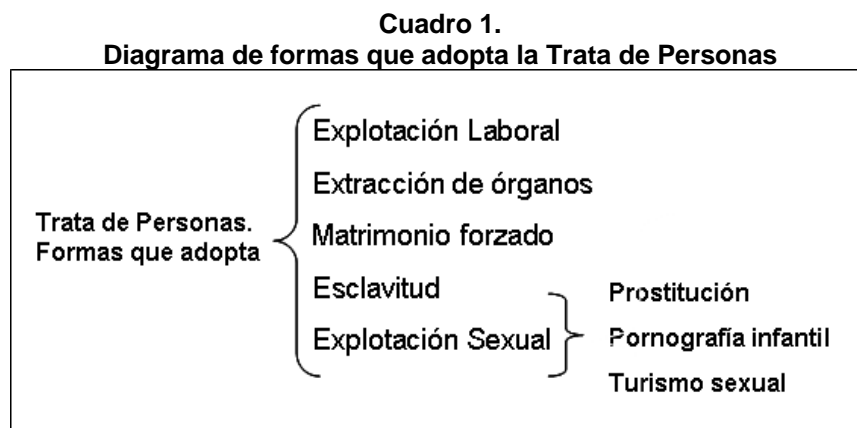 Cuadro 1.
Diagrama de formas que adopta la Trata de Personas
Trata de Personas.
Formas que adopta
Explotación Laboral
Extracción de órganos
Matrimonio forzado
Esclavitud
Explotación Sexual
Prostitución
Pornografía infantil
Turismo sexual